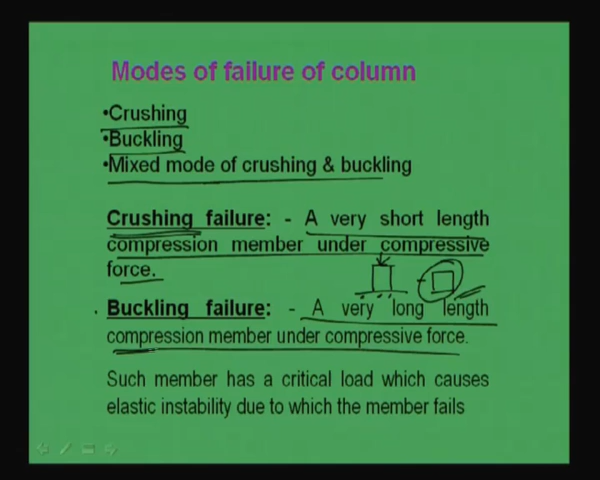 Modes of failure of column
•Crushing
•Buckling
•Mixed mode of crushing & buckling
Crushing failure: - A very short length
compression member under compressive
force.
Buckling failure: - A very long length
compression member under compressive force.
Such member has a critical load which causes
elastic instability due to which the member fails